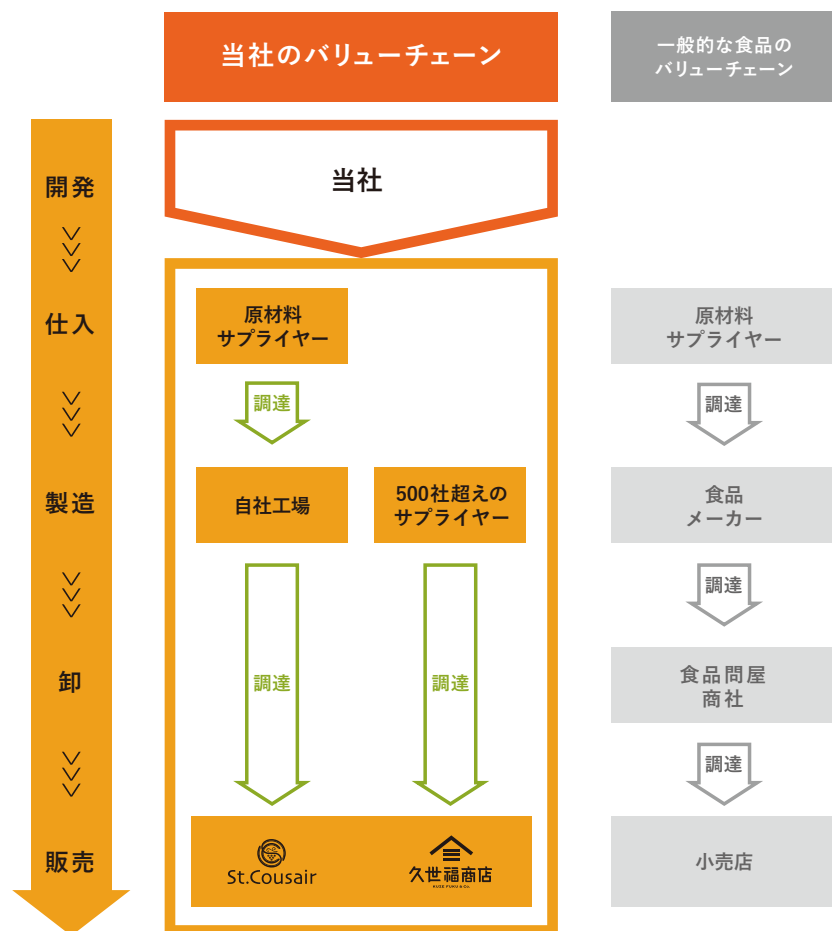 当社のバリューチェーン
一般的な食品の
バリューチェーン
開発
仕入
製造
卸
販売
当社
原材料
サプライヤー
調達
自社工場
500社超えの
サプライヤー
調達
調達
St.Cousair
久世福商店
KUZE FUKU & Co.
原材料
サプライヤー
調達
食品
メーカー
調達
食品問屋
商社
調達
小売店